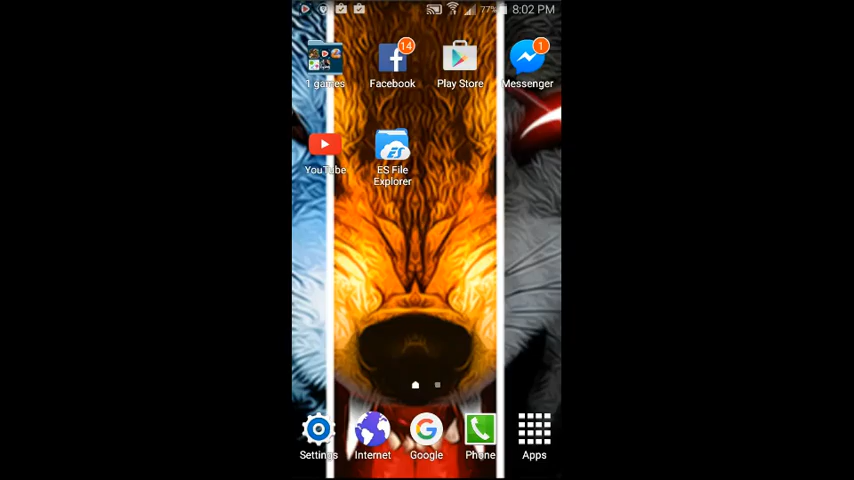 77% 8:02 PM
14
1
1 games Facebook Play Store Messenger
ES
YouTube ES File
Explorer
G
Settings Internet Google Phone Apps